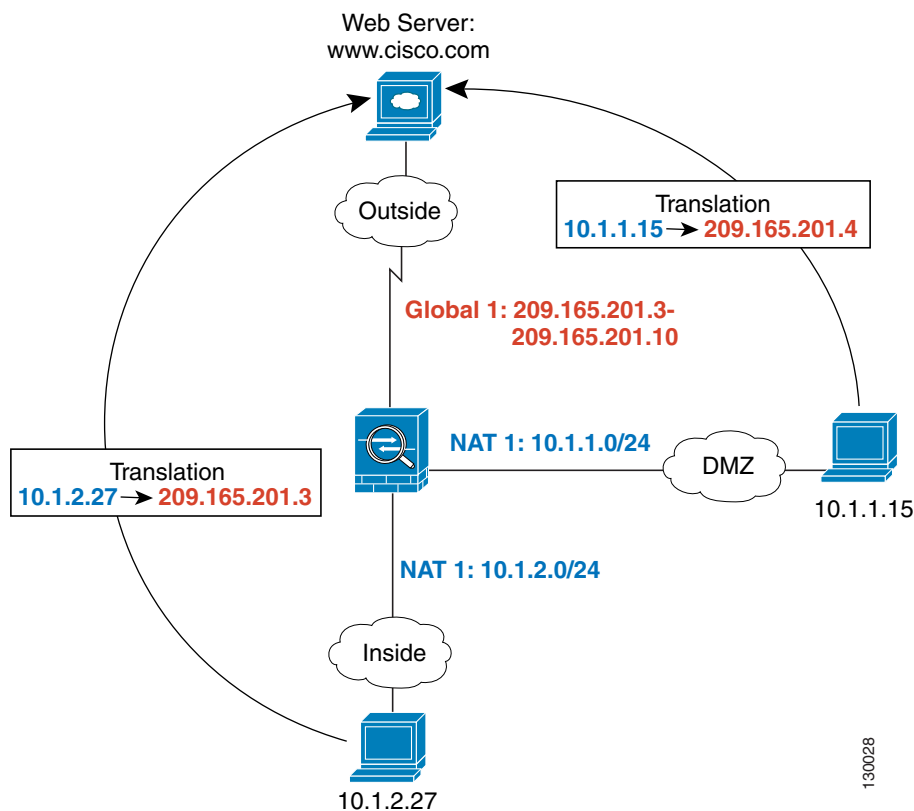 Web Server:
www.cisco.com
Outside
Translation
10.1.1.15 → 209.165.201.4
Global 1: 209.165.201.3-
209.165.201.10
NAT 1: 10.1.1.0/24
DMZ
10.1.1.15
Translation
10.1.2.27 → 209.165.201.3
NAT 1: 10.1.2.0/24
Inside
10.1.2.27
130028